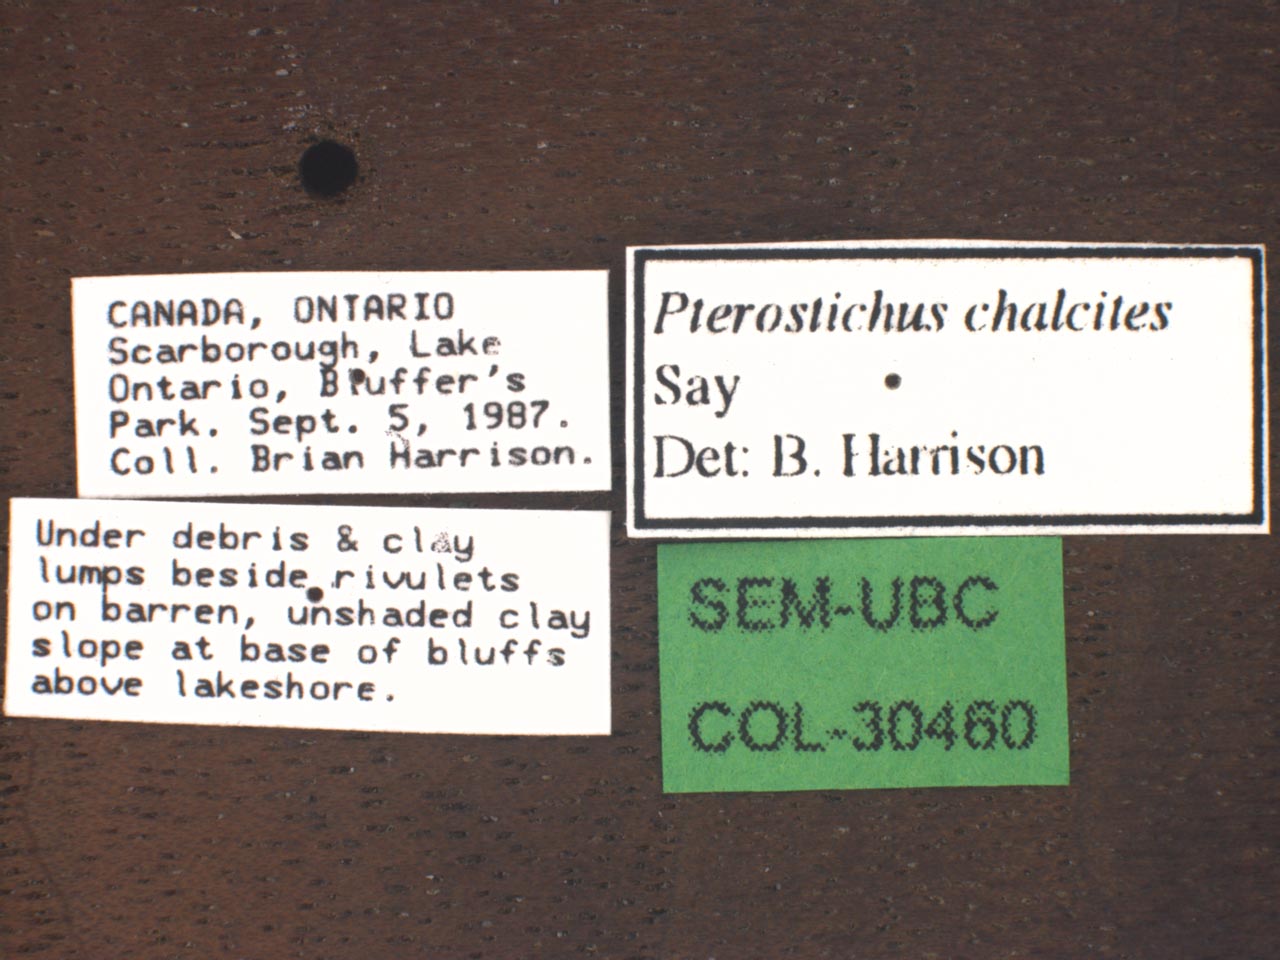 CANADA, ONTARIO
Scarborough, Lake
Ontario, Bluffer's
Park. Sept. 5, 1987.
Coll. Brian Harrison.
Under debris & clay
lumps beside rivulets
on barren, unshaded clay
slope at base of bluffs
above lakeshore.
Pterostichus chalcites
Say
Det: B. Harrison
SEM-UBC
COL-30460